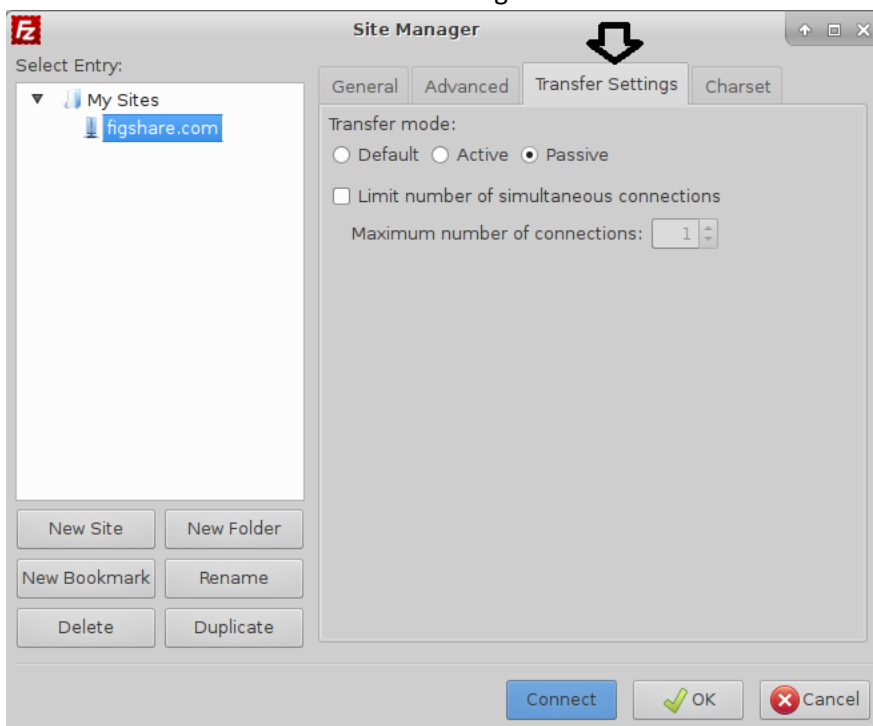 Fz
Site Manager
Select Entry:
My Sites
figshare.com
General Advanced Transfer Settings Charset
Transfer mode:
Default Active Passive
Limit number of simultaneous connections
Maximum number of connections: 1
New Site New Folder
New Bookmark Rename
Delete Duplicate
Connect OK Cancel